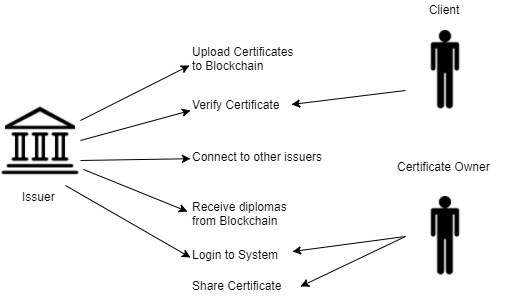 Client
Upload Certificates
to Blockchain
Verify Certificate
Connect to other issuers
Certificate Owner
Issuer
Receive diplomas
from Blockchain
Login to System
Share Certificate